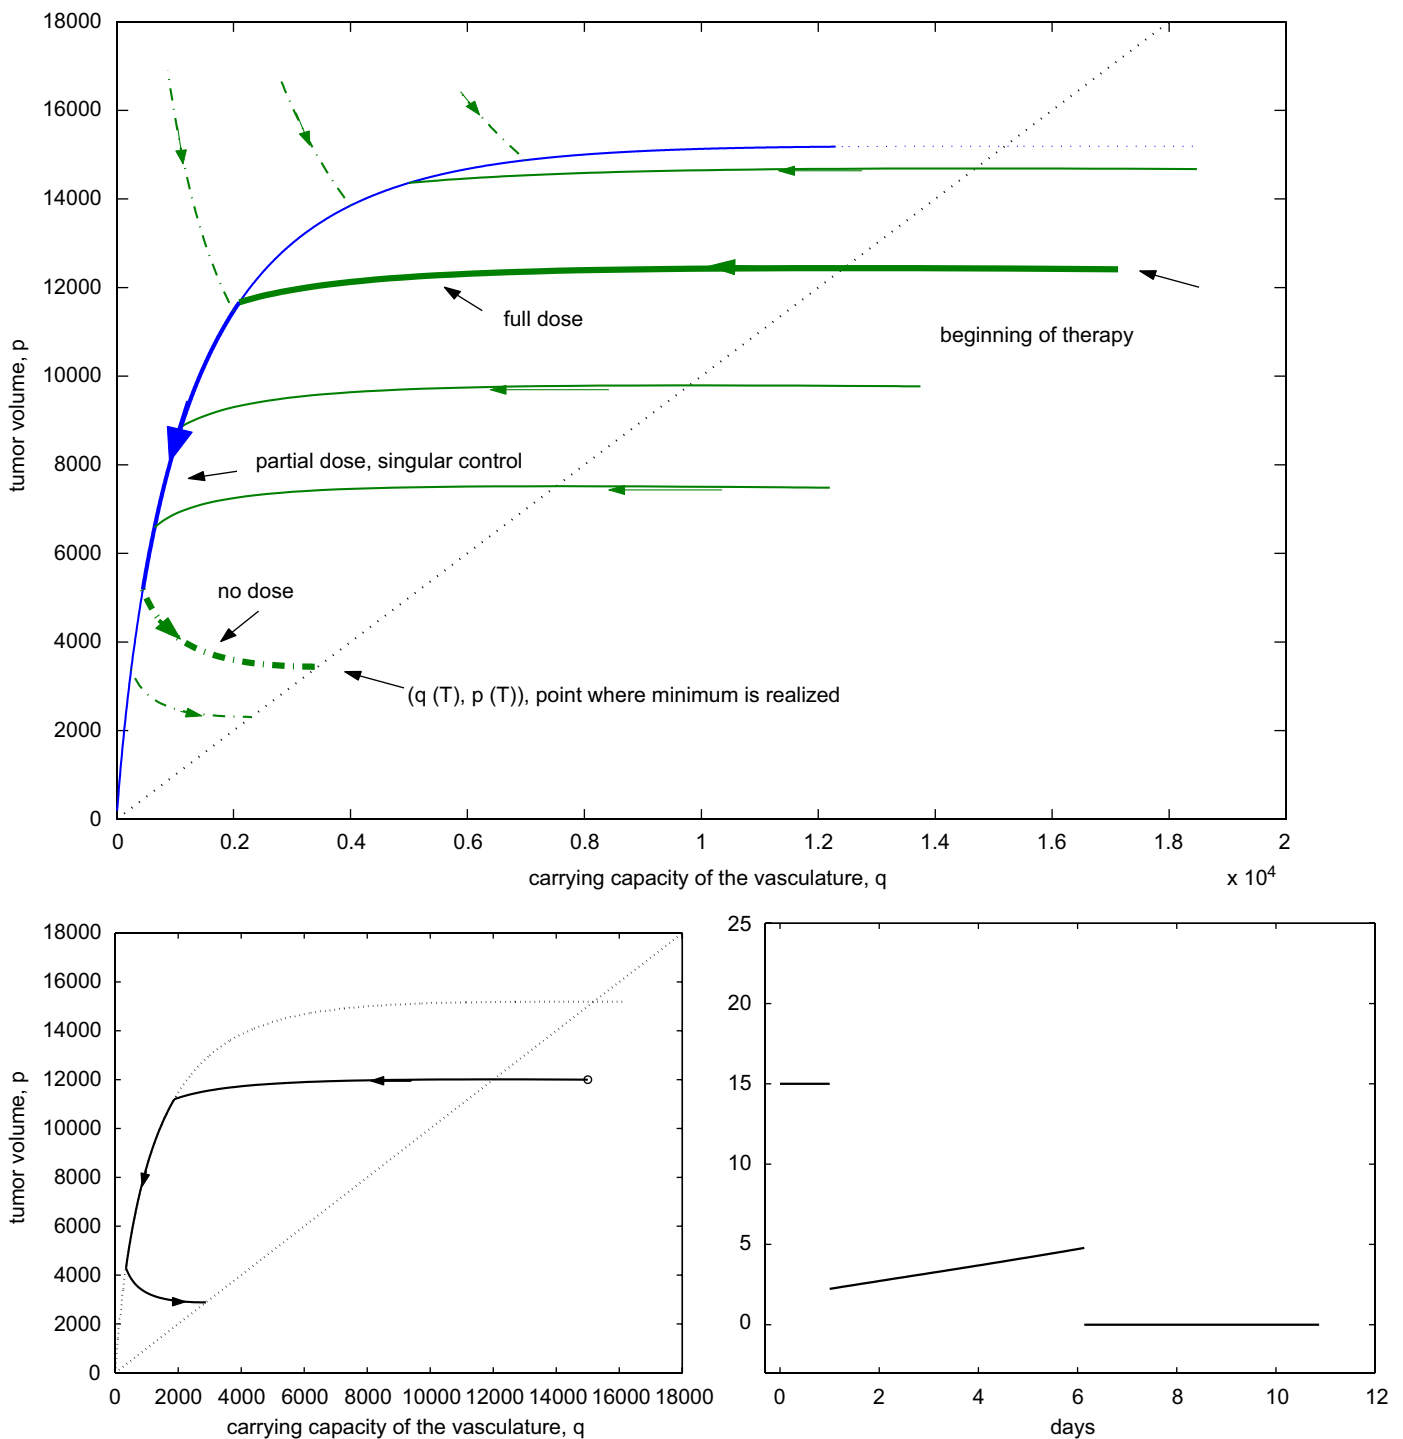 18000
16000
14000
12000
10000
8000
6000
4000
2000
0
tumor volume, p
full dose
beginning of therapy
partial dose, singular control
no dose
(q (T), p (T)), point where minimum is realized
0 0.2 0.4 0.6 0.8 1 1.2 1.4 1.6 1.8 2
carrying capacity of the vasculature, q
x 10^4
18000
16000
14000
12000
10000
8000
6000
4000
2000
0
tumor volume, p
0 2000 4000 6000 8000 10000 12000 14000 16000 18000
carrying capacity of the vasculature, q
25
20
15
10
5
0
0 2 4 6 8 10 12
days